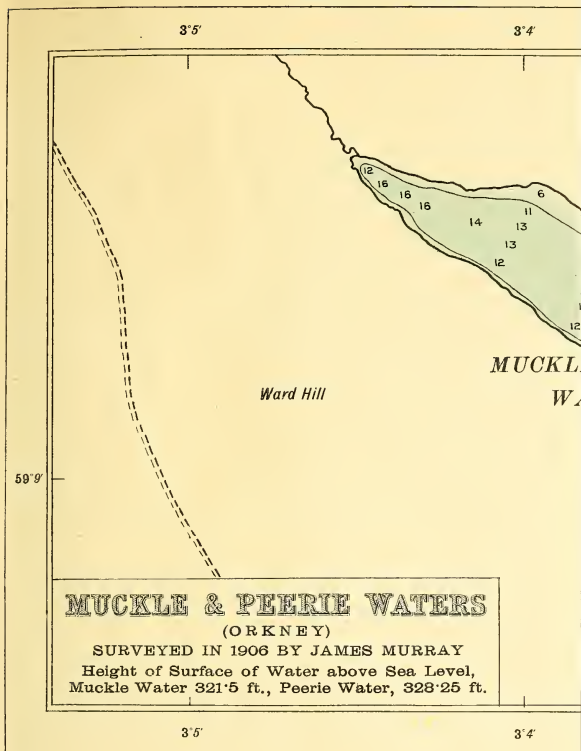 3°5′ 3°4′
12
16
16
16
6
11
14
13
13
12
12
MUCKL
WA
Ward Hill
59°9′
MUCKLE & PEERIE WATERS
(ORKNEY)
SURVEYED IN 1906 BY JAMES MURRAY
Height of Surface of Water above Sea Level,
Muckle Water 321·5 ft., Peerie Water, 328·25 ft.
3°5′ 3°4′